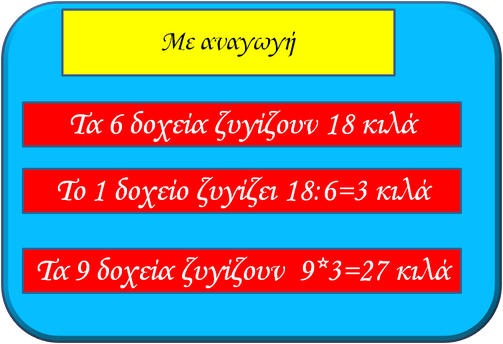 Με αναγωγή
Τα 6 δοχεία ζυγίζουν 18 κιλά
Το 1 δοχείο ζυγίζει 18:6=3 κιλά
Τα 9 δοχεία ζυγίζουν 9*3=27 κιλά